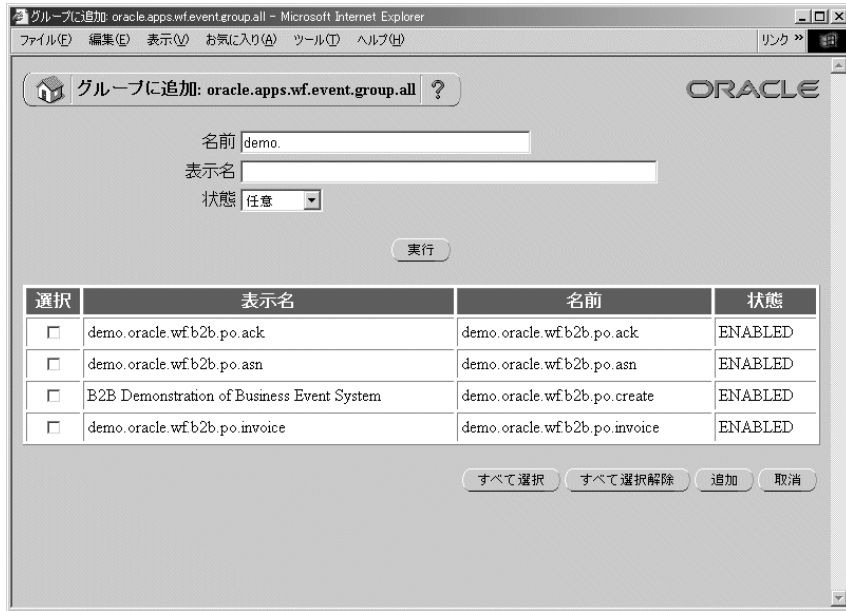 グループに追加: oracle.apps.wf.event.group.all - Microsoft Internet Explorer
ファイル(F) 編集(E) 表示(V) お気に入り(A) ツール(T) ヘルプ(H) リンク »
グループに追加: oracle.apps.wf.event.group.all ? ORACLE
名前 demo.
表示名
状態 任意
実行
選択 表示名 名前 状態
demo.oracle.wf.b2b.po.ack demo.oracle.wf.b2b.po.ack ENABLED
demo.oracle.wf.b2b.po.asn demo.oracle.wf.b2b.po.asn ENABLED
B2B Demonstration of Business Event System demo.oracle.wf.b2b.po.create ENABLED
demo.oracle.wf.b2b.po.invoice demo.oracle.wf.b2b.po.invoice ENABLED
すべて選択 すべて選択解除 追加 取消